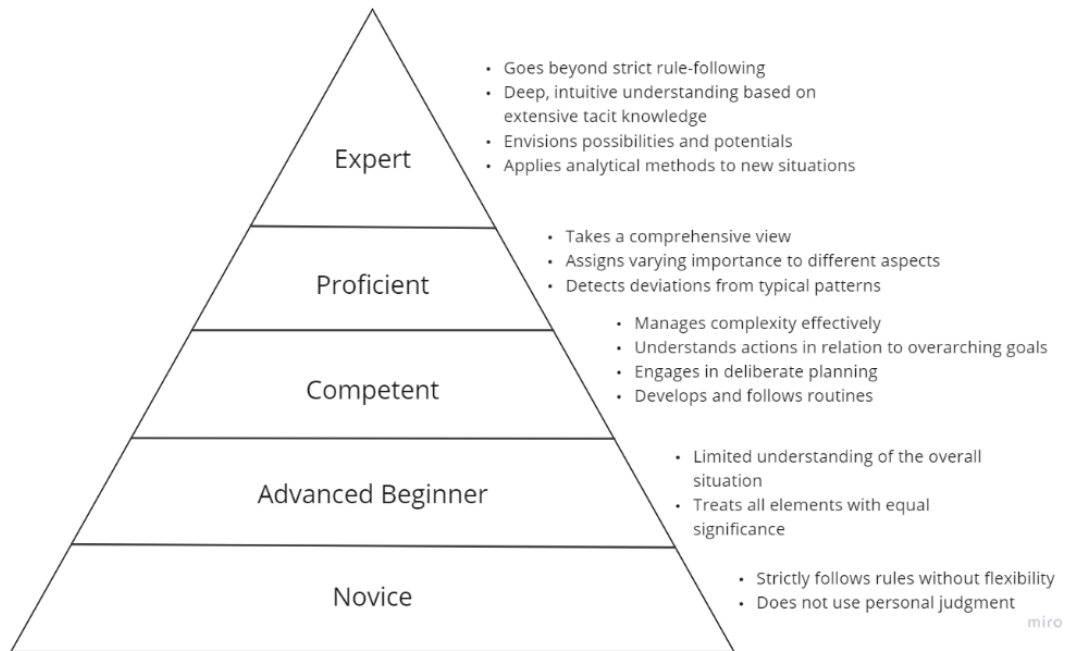 • Goes beyond strict rule-following
• Deep, intuitive understanding based on
extensive tacit knowledge
• Envisions possibilities and potentials
• Applies analytical methods to new situations
Expert
• Takes a comprehensive view
• Assigns varying importance to different aspects
• Detects deviations from typical patterns
Proficient
• Manages complexity effectively
• Understands actions in relation to overarching goals
• Engages in deliberate planning
• Develops and follows routines
Competent
• Limited understanding of the overall
situation
• Treats all elements with equal
significance
Advanced Beginner
• Strictly follows rules without flexibility
• Does not use personal judgment
Novice
miro